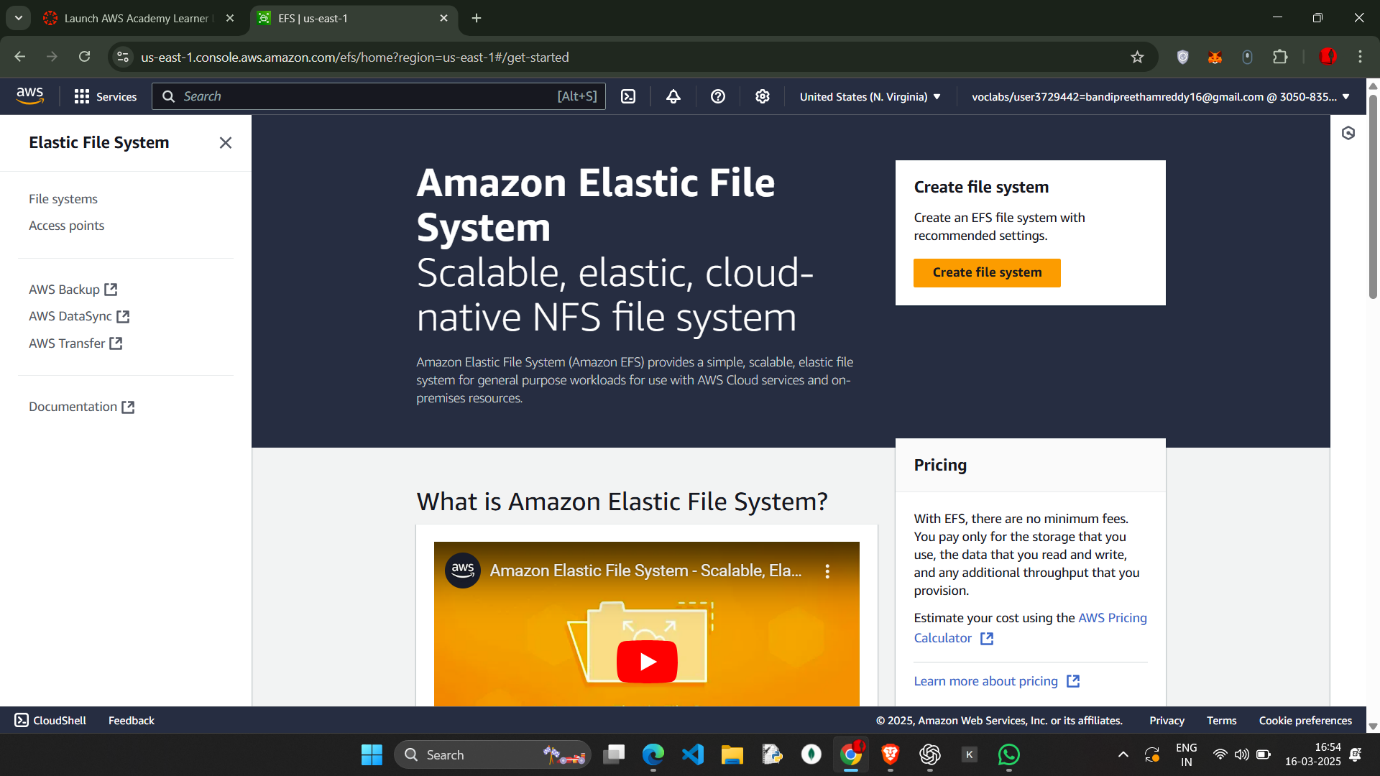 Launch AWS Academy Learner
EFS | us-east-1
us-east-1.console.aws.amazon.com/efs/home?region=us-east-1#/get-started
aws
Services
Search
[Alt+S]
United States (N. Virginia)
voclabs/user3729442=bandipreethamreddy16@gmail.com @ 3050-835...
Elastic File System
File systems
Access points
AWS Backup
AWS DataSync
AWS Transfer
Documentation
Amazon Elastic File
System
Scalable, elastic, cloud-
native NFS file system
Amazon Elastic File System (Amazon EFS) provides a simple, scalable, elastic file
system for general purpose workloads for use with AWS Cloud services and on-
premises resources.
Create file system
Create an EFS file system with
recommended settings.
Create file system
What is Amazon Elastic File System?
aws
Amazon Elastic File System - Scalable, Ela...
Pricing
With EFS, there are no minimum fees.
You pay only for the storage that you
use, the data that you read and write,
and any additional throughput that you
provision.
Estimate your cost using the AWS Pricing
Calculator
Learn more about pricing
CloudShell
Feedback
© 2025, Amazon Web Services, Inc. or its affiliates.
Privacy
Terms
Cookie preferences
Search
K
ENG
IN
16:54
16-03-2025